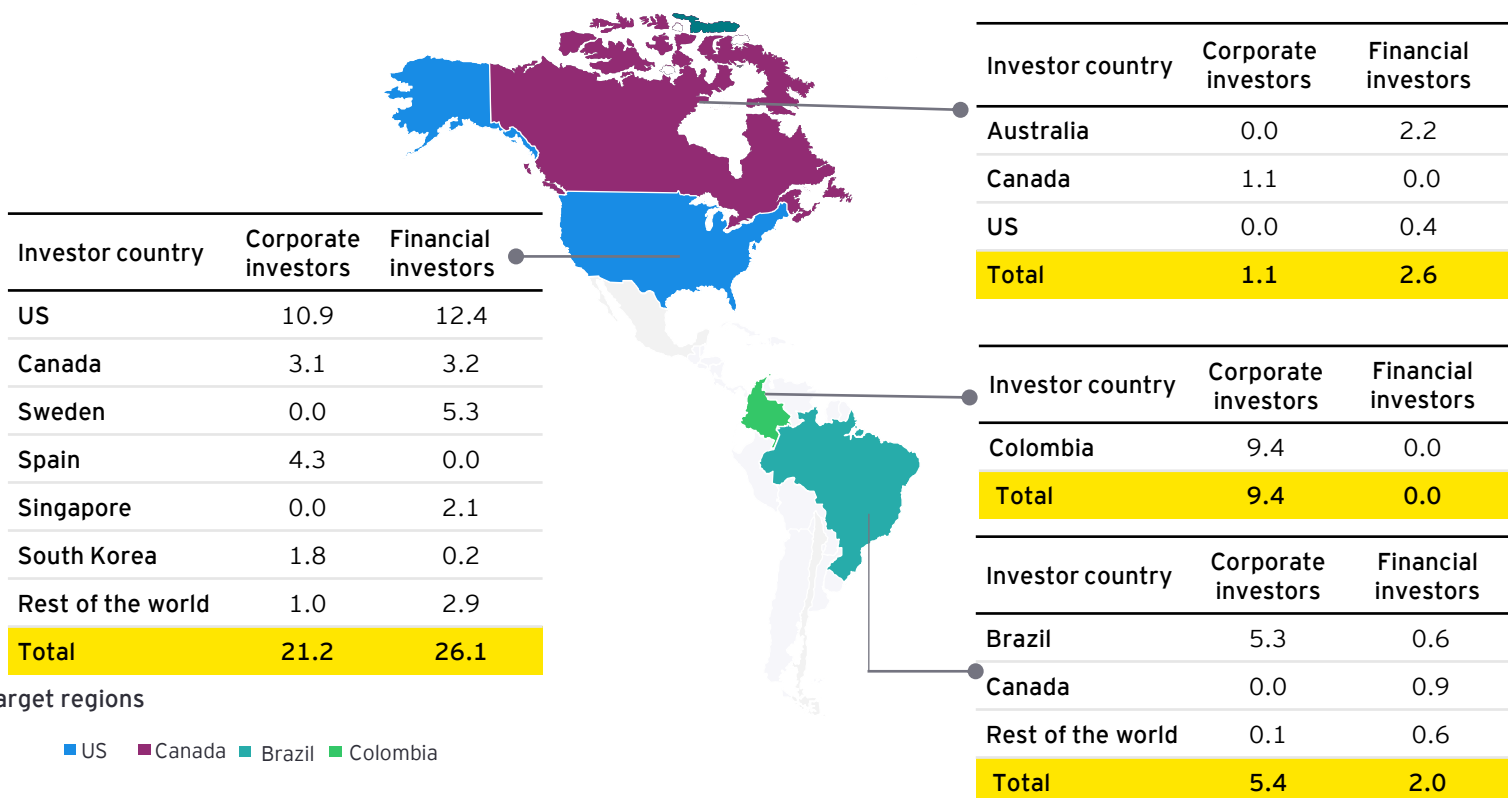 Investor country Corporate investors Financial investors
US 10.9 12.4
Canada 3.1 3.2
Sweden 0.0 5.3
Spain 4.3 0.0
Singapore 0.0 2.1
South Korea 1.8 0.2
Rest of the world 1.0 2.9
Total 21.2 26.1
arget regions
US Canada Brazil Colombia
Investor country Corporate investors Financial investors
Australia 0.0 2.2
Canada 1.1 0.0
US 0.0 0.4
Total 1.1 2.6
Investor country Corporate investors Financial investors
Colombia 9.4 0.0
Total 9.4 0.0
Investor country Corporate investors Financial investors
Brazil 5.3 0.6
Canada 0.0 0.9
Rest of the world 0.1 0.6
Total 5.4 2.0